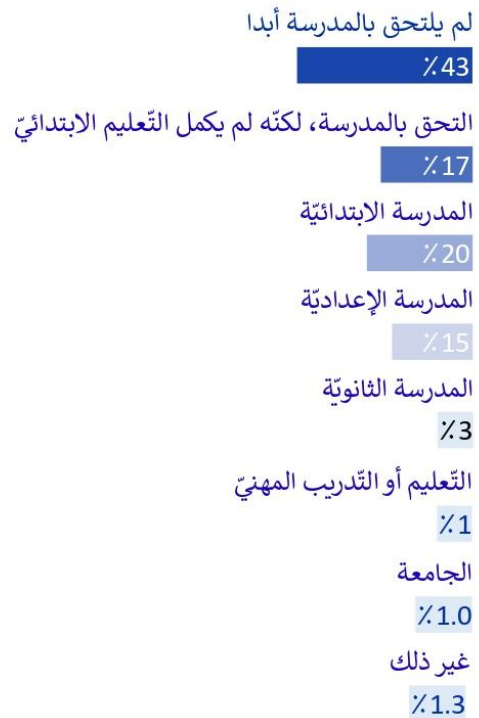 لم يلتحق بالمدرسة أبدا
٪43
التحق بالمدرسة، لكنّه لم يكمل التّعليم الابتدائيّ
٪17
المدرسة الابتدائيّة
٪20
المدرسة الإعداديّة
٪15
المدرسة الثانويّة
٪3
التّعليم أو التّدريب المهنيّ
٪1
الجامعة
٪1.0
غير ذلك
٪1.3